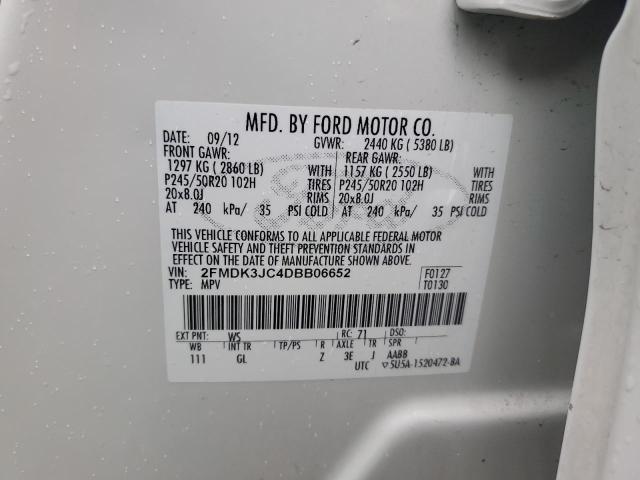 MFD. BY FORD MOTOR CO.
DATE: 09/12 GVWR: 2440 KG ( 5380 LB)
FRONT GAWR: REAR GAWR:
1297 KG ( 2860 LB) WITH 1157 KG ( 2550 LB) WITH
P245/50R20 102H TIRES P245/50R20 102H TIRES
20x8.0J RIMS 20x8.0J RIMS
AT 240 kPa/ 35 PSI COLD AT 240 kPa/ 35 PSI COLD
THIS VEHICLE CONFORMS TO ALL APPLICABLE FEDERAL MOTOR
VEHICLE SAFETY AND THEFT PREVENTION STANDARDS IN
EFFECT ON THE DATE OF MANUFACTURE SHOWN ABOVE.
VIN: 2FMDK3JC4DBB06652 F0127
TYPE: MPV T0130
EXT PNT: WS RC: 71 DSO:
WB INT TR TP/PS R AXLE TR SPR
111 GL Z 3E J AABB
UTC ▽5U5A-1520472-BA